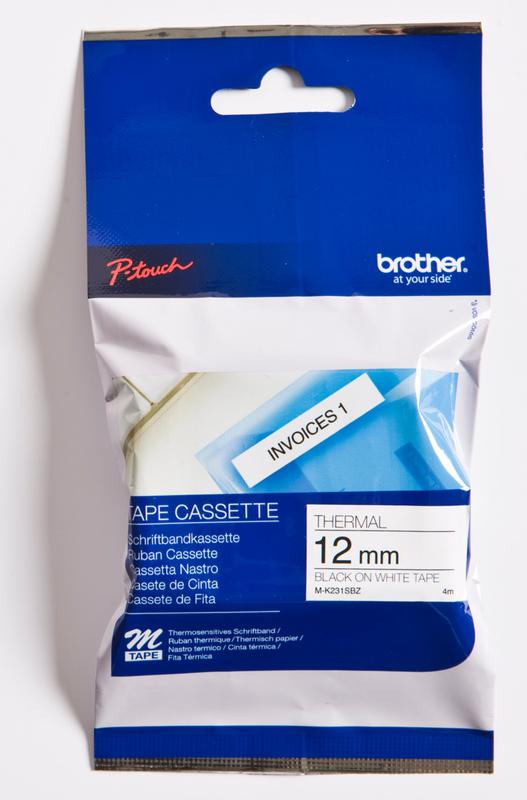 P-touch
brother
at your side
INVOICES 1
TAPE CASSETTE
Schriftbandkassette
Ruban Cassette
Cassetta Nastro
Casete de Cinta
Cassete de Fita
THERMAL
12 mm
BLACK ON WHITE TAPE
M-K231SBZ 4m
M
TAPE
Thermosensitives Schriftband /
Ruban thermique / Thermisch papier /
Nastro termico / Cinta térmica /
Fita Térmica